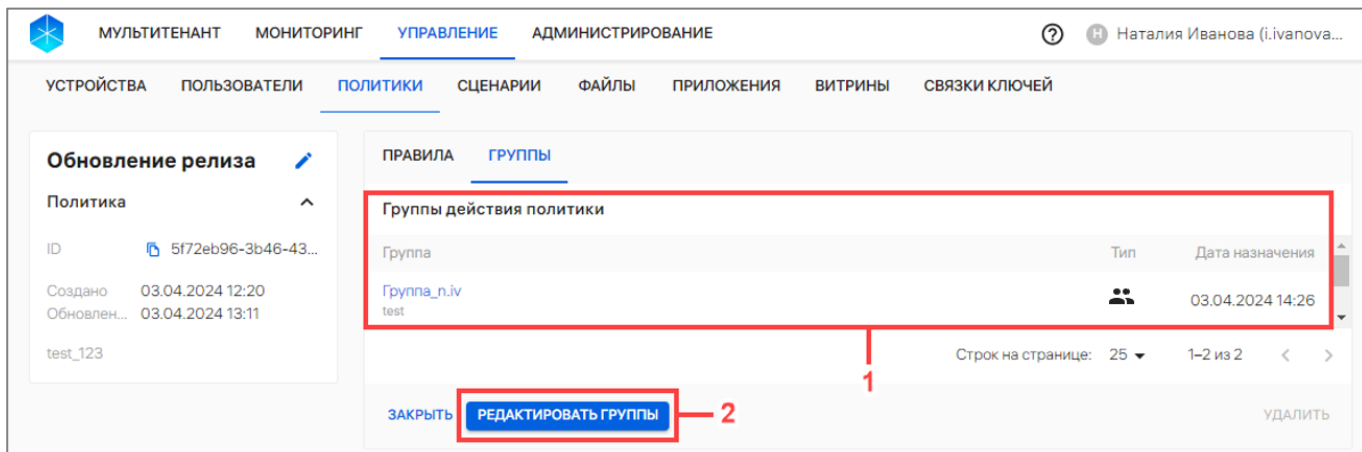 МУЛЬТИТЕНАНТ МОНИТОРИНГ УПРАВЛЕНИЕ АДМИНИСТРИРОВАНИЕ ? Н Наталия Иванова (i.ivanova...
УСТРОЙСТВА ПОЛЬЗОВАТЕЛИ ПОЛИТИКИ СЦЕНАРИИ ФАЙЛЫ ПРИЛОЖЕНИЯ ВИТРИНЫ СВЯЗКИ КЛЮЧЕЙ
Обновление релиза
Политика
ID 5f72eb96-3b46-43...
Создано 03.04.2024 12:20
Обновлен... 03.04.2024 13:11
test_123
ПРАВИЛА ГРУППЫ
Группы действия политики
Группа Тип Дата назначения
Группа_n.iv 03.04.2024 14:26
test
Строк на странице: 25 1–2 из 2
1
ЗАКРЫТЬ РЕДАКТИРОВАТЬ ГРУППЫ 2 УДАЛИТЬ